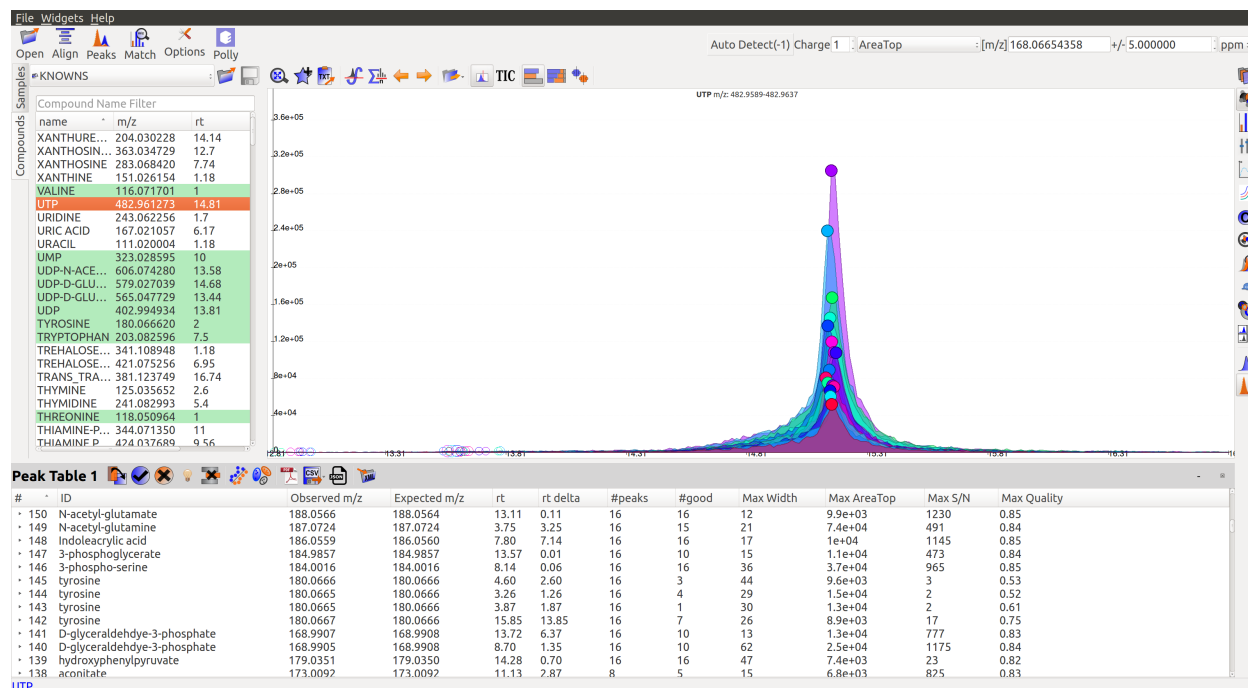 File Widgets Help
Open Align Peaks Match Options Polly
Auto Detect(-1) Charge 1 AreaTop [m/z] 168.06654358 +/- 5.000000 ppm
Samples
Compounds
KNOWNS
TXT TIC
Compound Name Filter
name m/z rt
XANTHURE... 204.030228 14.14
XANTHOSIN... 363.034729 12.7
XANTHOSINE 283.068420 7.74
XANTHINE 151.026154 1.18
VALINE 116.071701 1
UTP 482.961273 14.81
URIDINE 243.062256 1.7
URIC ACID 167.021057 6.17
URACIL 111.020004 1.18
UMP 323.028595 10
UDP-N-ACE... 606.074280 13.58
UDP-D-GLU... 579.027039 14.68
UDP-D-GLU... 565.047729 13.44
UDP 402.994934 13.81
TYROSINE 180.066620 2
TRYPTOPHAN 203.082596 7.5
TREHALOSE... 341.108948 1.18
TREHALOSE... 421.075256 6.95
TRANS_TRA... 381.123749 16.74
THYMINE 125.035652 2.6
THYMIDINE 241.082993 5.4
THREONINE 118.050964 1
THIAMINE-P... 344.071350 11
THIAMINE P... 424.037689 9.56
UTP m/z: 482.9589-482.9637
3.6e+05
3.2e+05
2.8e+05
2.4e+05
2e+05
1.6e+05
1.2e+05
8e+04
4e+04
0
12.81 13.31 13.81 14.31 14.81 15.31 15.81 16.31
Peak Table 1 PDF CSV JSON
# ID Observed m/z Expected m/z rt rt delta #peaks #good Max Width Max AreaTop Max S/N Max Quality
150 N-acetyl-glutamate 188.0566 188.0564 13.11 0.11 16 16 12 9.9e+03 1230 0.85
149 N-acetyl-glutamine 187.0724 187.0724 3.75 3.25 16 15 21 7.4e+04 491 0.84
148 Indoleacrylic acid 186.0559 186.0560 7.80 7.14 16 16 17 1e+04 1145 0.85
147 3-phosphoglycerate 184.9857 184.9857 13.57 0.01 16 10 15 1.1e+04 473 0.84
146 3-phospho-serine 184.0016 184.0016 8.14 0.06 16 16 36 3.7e+04 965 0.85
145 tyrosine 180.0666 180.0666 4.60 2.60 16 3 44 9.6e+03 3 0.53
144 tyrosine 180.0665 180.0666 3.26 1.26 16 4 29 1.5e+04 2 0.52
143 tyrosine 180.0665 180.0666 3.87 1.87 16 1 30 1.3e+04 2 0.61
142 tyrosine 180.0667 180.0666 15.85 13.85 16 7 26 8.9e+03 17 0.75
141 D-glyceraldehdye-3-phosphate 168.9907 168.9908 13.72 6.37 16 10 13 1.3e+04 777 0.83
140 D-glyceraldehdye-3-phosphate 168.9905 168.9908 8.70 1.35 16 10 62 2.5e+04 1175 0.84
139 hydroxyphenylpyruvate 179.0351 179.0350 14.28 0.70 16 16 47 7.4e+03 23 0.82
138 aconitate 173.0092 173.0092 11.13 2.87 8 5 15 6.8e+03 825 0.83
UTP